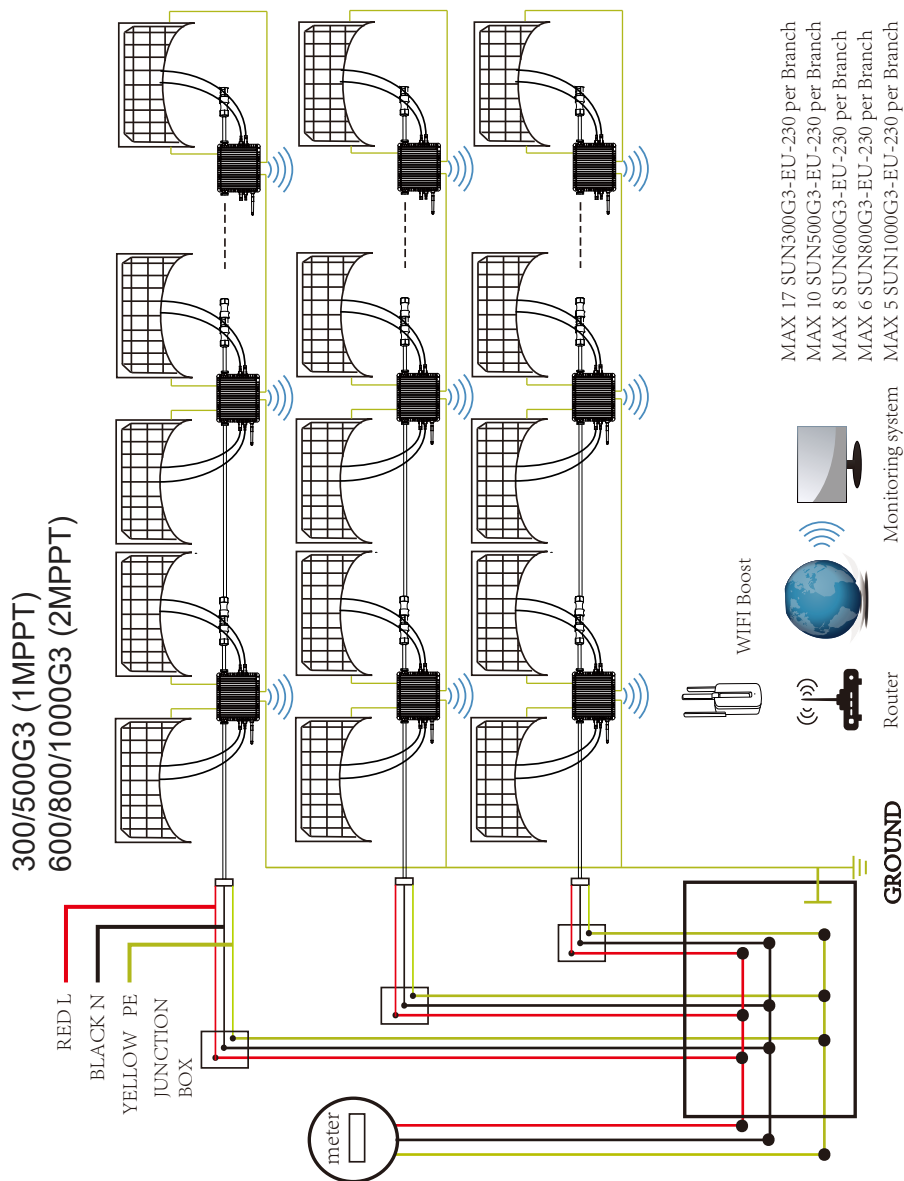 300/500G3 (1MPPT)
600/800/1000G3 (2MPPT)
RED L
BLACK N
YELLOW PE
JUNCTION
BOX
meter
GROUND
WIFI Boost
Router
Monitoring system
MAX 17 SUN300G3-EU-230 per Branch
MAX 10 SUN500G3-EU-230 per Branch
MAX 8 SUN600G3-EU-230 per Branch
MAX 6 SUN800G3-EU-230 per Branch
MAX 5 SUN1000G3-EU-230 per Branch